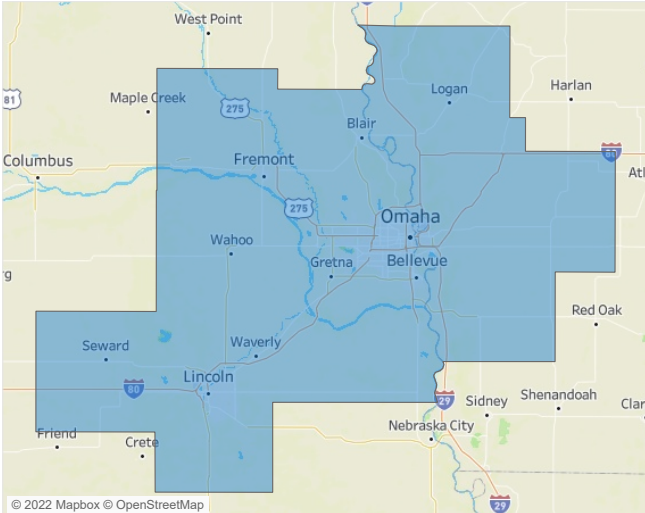 West Point
81
Maple Creek
275
Logan
Harlan
Blair
Columbus
Fremont
80
Atl
275
Omaha
Wahoo
Gretna
Bellevue
g
Red Oak
Seward
Waverly
Lincoln
80
29
Sidney
Shenandoah
Clar
Friend
Crete
Nebraska City
29
© 2022 Mapbox © OpenStreetMap